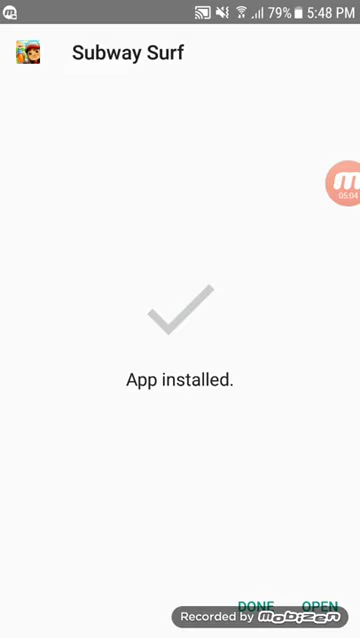 79% 5:48 PM
Subway Surf
05:04
App installed.
DONE OPEN
Recorded by mobizen